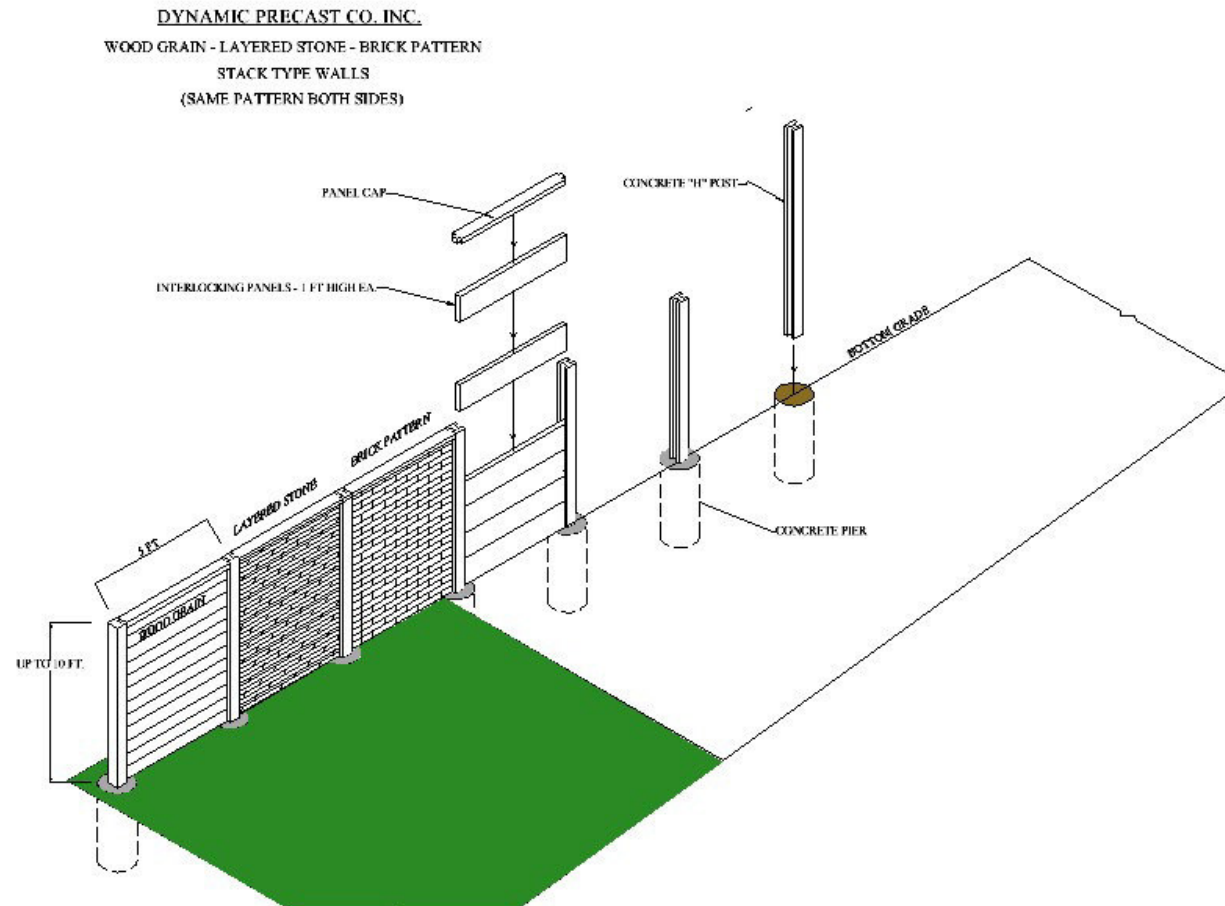 DYNAMIC PRECAST CO. INC.
WOOD GRAIN - LAYERED STONE - BRICK PATTERN
STACK TYPE WALLS
(SAME PATTERN BOTH SIDES)
PANEL CAP
CONCRETE "H" POST
INTERLOCKING PANELS - 1 FT HIGH EA.
BOTTOM GRADE
BRICK PATTERN
LAYERED STONE
CONCRETE PIER
5 FT.
WOOD GRAIN
UP TO 10 FT.